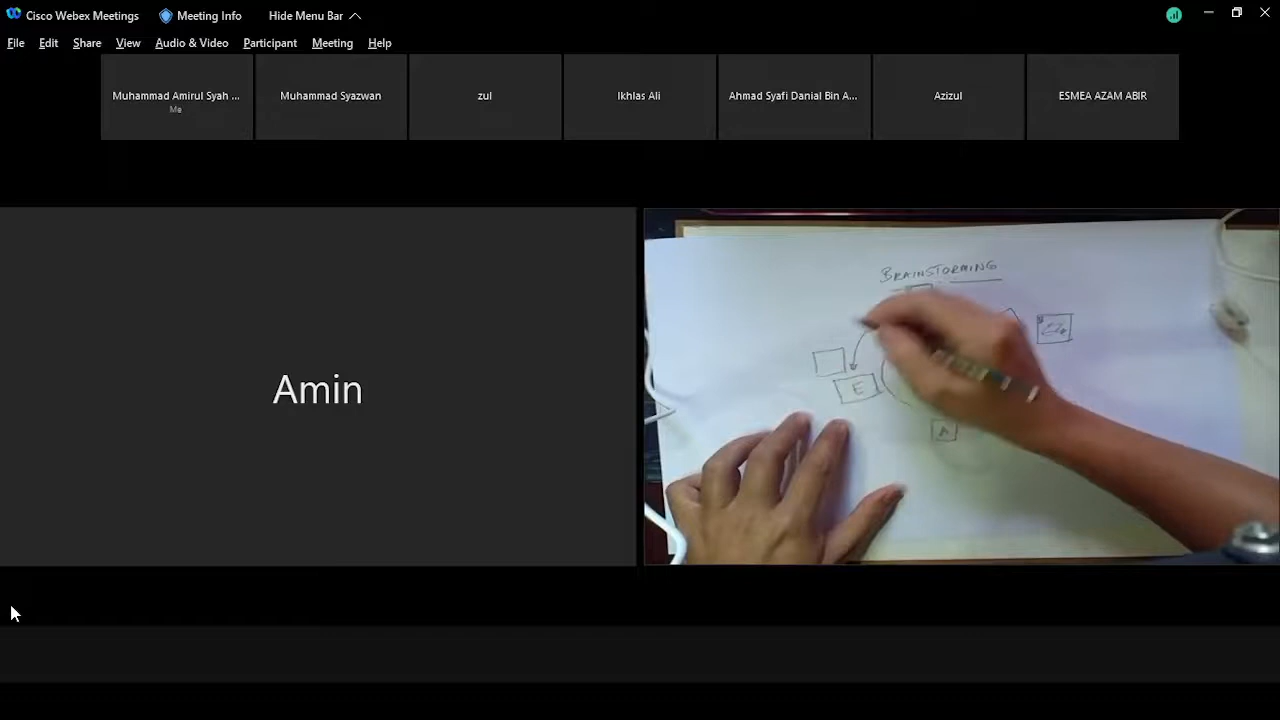 Cisco Webex Meetings Meeting Info Hide Menu Bar
File Edit Share View Audio & Video Participant Meeting Help
Muhammad Amirul Syah ... Muhammad Syazwan zul Ikhlas Ali Ahmad Syafi Danial Bin A... Azizul ESMEA AZAM ABIR
Me
Amin
BRAINSTORMING
E
A